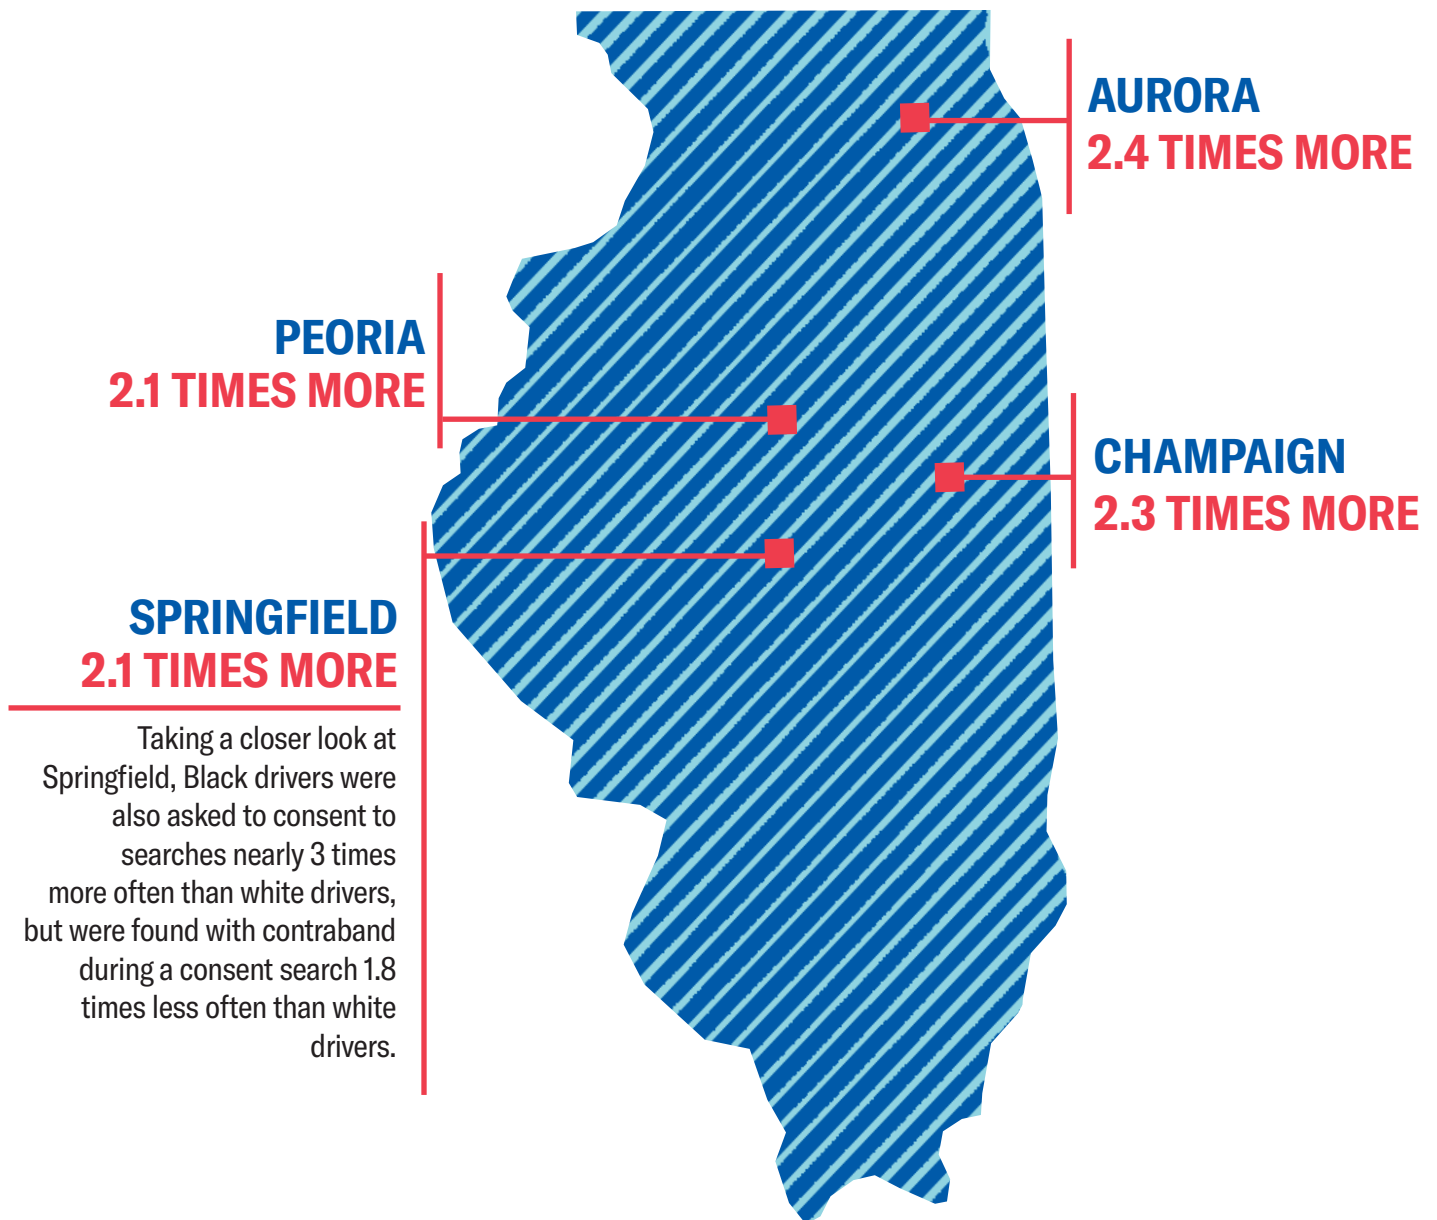 AURORA
2.4 TIMES MORE
PEORIA
2.1 TIMES MORE
CHAMPAIGN
2.3 TIMES MORE
SPRINGFIELD
2.1 TIMES MORE
Taking a closer look at
Springfield, Black drivers were
also asked to consent to
searches nearly 3 times
more often than white drivers,
but were found with contraband
during a consent search 1.8
times less often than white
drivers.